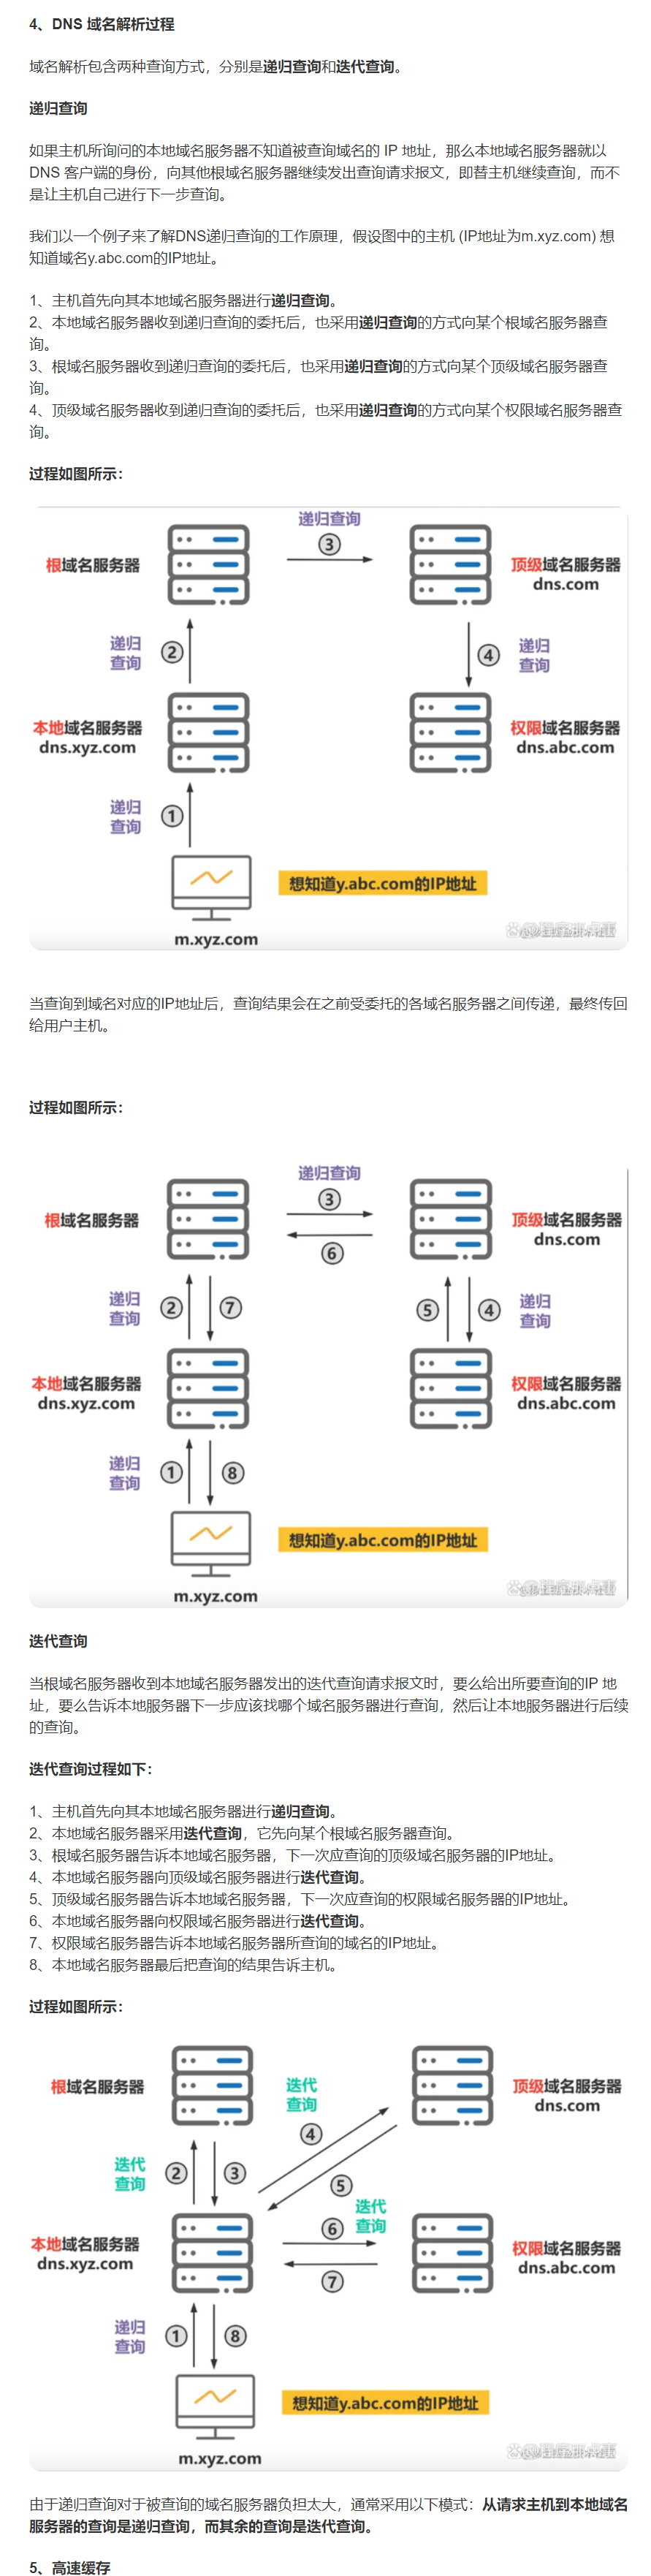 4、DNS 域名解析过程
域名解析包含两种查询方式，分别是递归查询和迭代查询。
递归查询
如果主机所询问的本地域名服务器不知道被查询域名的 IP 地址，那么本地域名服务器就以
DNS 客户端的身份，向其他根域名服务器继续发出查询请求报文，即替主机继续查询，而不
是让主机自己进行下一步查询。
我们以一个例子来了解DNS递归查询的工作原理，假设图中的主机 (IP地址为m.xyz.com) 想
知道域名y.abc.com的IP地址。
1、主机首先向其本地域名服务器进行递归查询。
2、本地域名服务器收到递归查询的委托后，也采用递归查询的方式向某个根域名服务器查
询。
3、根域名服务器收到递归查询的委托后，也采用递归查询的方式向某个顶级域名服务器查
询。
4、顶级域名服务器收到递归查询的委托后，也采用递归查询的方式向某个权限域名服务器查
询。
过程如图所示：
递归查询
③
根域名服务器
顶级域名服务器
dns.com
递归
查询
②
④
递归
查询
本地域名服务器
dns.xyz.com
权限域名服务器
dns.abc.com
递归
查询
①
想知道y.abc.com的IP地址
m.xyz.com
当查询到域名对应的IP地址后，查询结果会在之前受委托的各域名服务器之间传递，最终传回
给用户主机。
过程如图所示：
递归查询
③
根域名服务器
顶级域名服务器
dns.com
⑥
递归
查询
②
⑦
⑤
④
递归
查询
本地域名服务器
dns.xyz.com
权限域名服务器
dns.abc.com
递归
查询
①
⑧
想知道y.abc.com的IP地址
m.xyz.com
迭代查询
当根域名服务器收到本地域名服务器发出的迭代查询请求报文时，要么给出所要查询的IP 地
址，要么告诉本地服务器下一步应该找哪个域名服务器进行查询，然后让本地服务器进行后续
的查询。
迭代查询过程如下：
1、主机首先向其本地域名服务器进行递归查询。
2、本地域名服务器采用迭代查询，它先向某个根域名服务器查询。
3、根域名服务器告诉本地域名服务器，下一次应查询的顶级域名服务器的IP地址。
4、本地域名服务器向顶级域名服务器进行迭代查询。
5、顶级域名服务器告诉本地域名服务器，下一次应查询的权限域名服务器的IP地址。
6、本地域名服务器向权限域名服务器进行迭代查询。
7、权限域名服务器告诉本地域名服务器所查询的域名的IP地址。
8、本地域名服务器最后把查询的结果告诉主机。
过程如图所示：
根域名服务器
迭代
查询
④
顶级域名服务器
dns.com
迭代
查询
②
③
⑤
迭代
查询
⑥
本地域名服务器
dns.xyz.com
权限域名服务器
dns.abc.com
⑦
递归
查询
①
⑧
想知道y.abc.com的IP地址
m.xyz.com
由于递归查询对于被查询的域名服务器负担太大，通常采用以下模式：从请求主机到本地域名
服务器的查询是递归查询，而其余的查询是迭代查询。
5、高速缓存